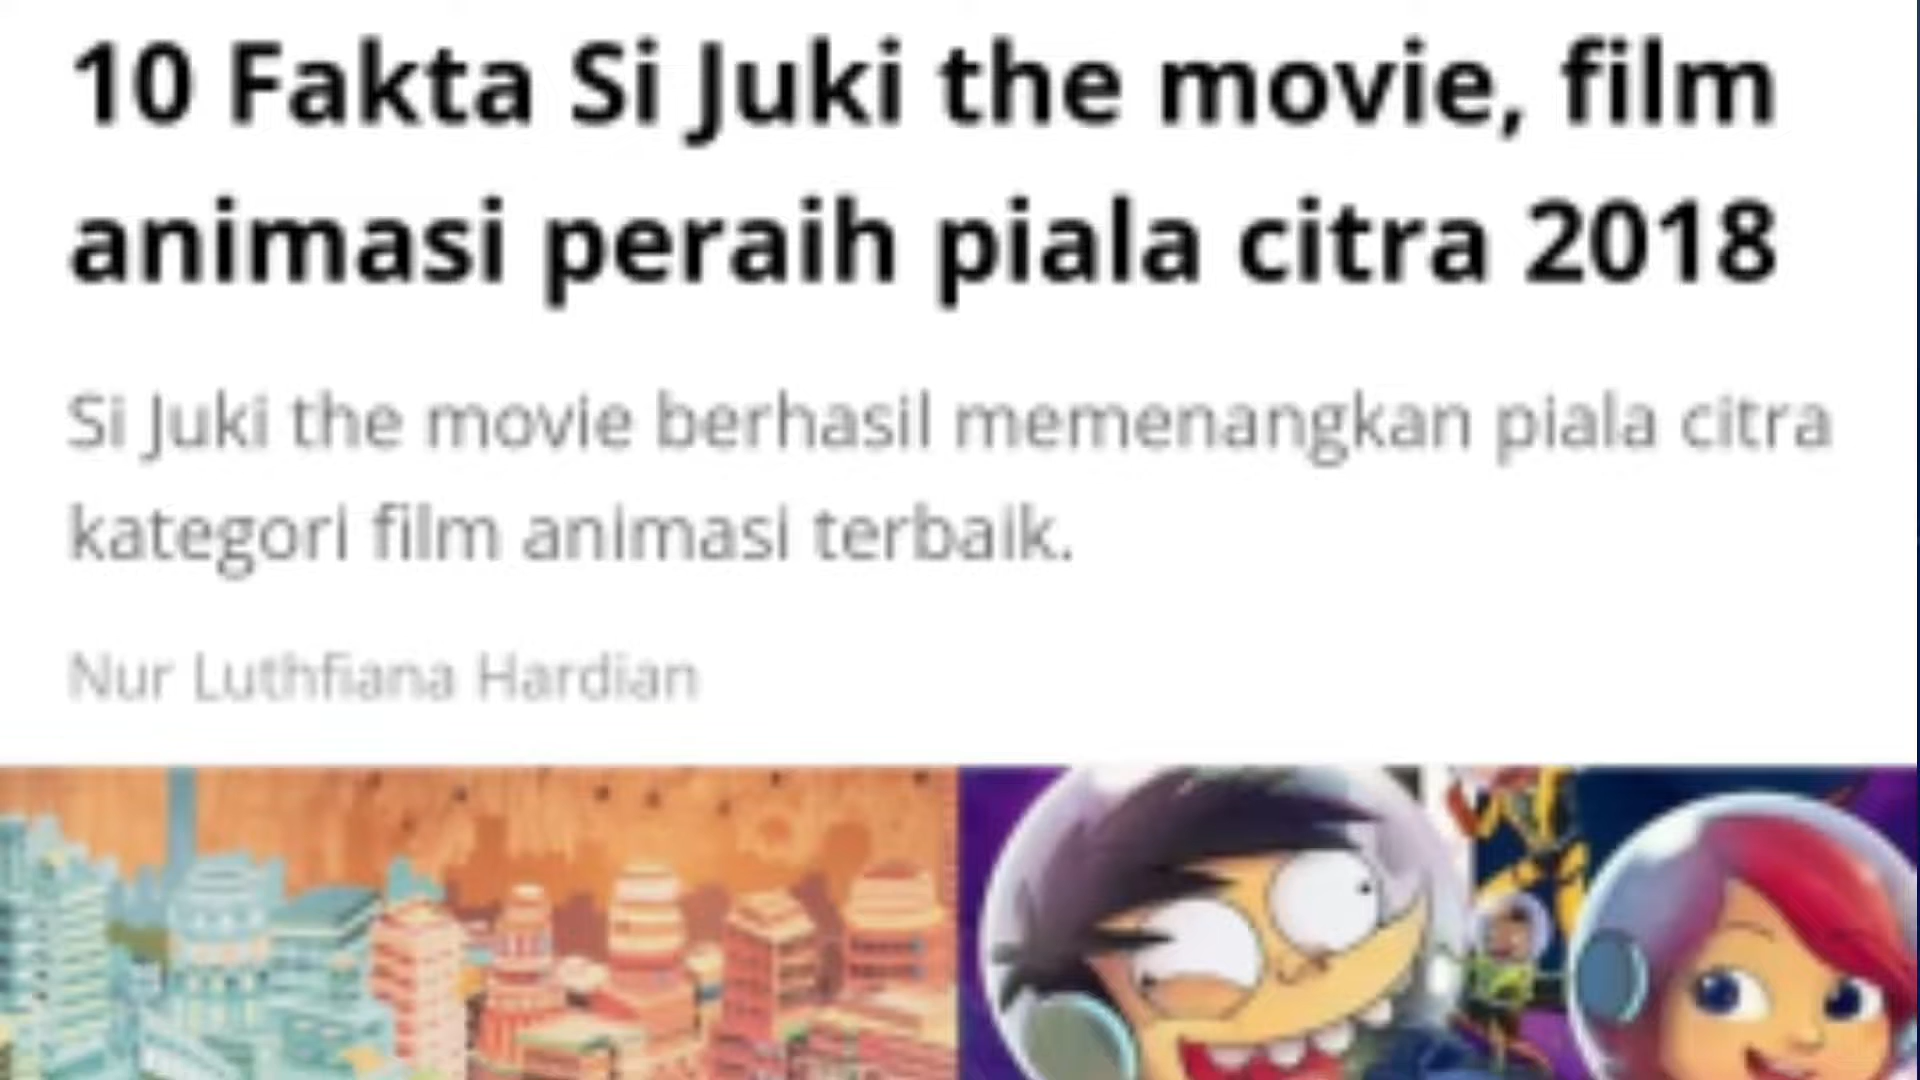 10 Fakta Si Juki the movie, film
animasi peraih piala citra 2018
Si Juki the movie berhasil memenangkan piala citra
kategori film animasi terbaik.
Nur Luthfiana Hardian